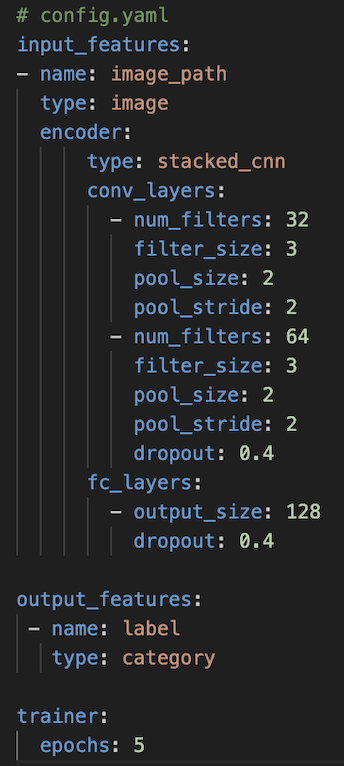 # config.yaml
input_features:
- name: image_path
  type: image
  encoder:
      type: stacked_cnn
      conv_layers:
        - num_filters: 32
          filter_size: 3
          pool_size: 2
          pool_stride: 2
        - num_filters: 64
          filter_size: 3
          pool_size: 2
          pool_stride: 2
          dropout: 0.4
      fc_layers:
        - output_size: 128
          dropout: 0.4

output_features:
 - name: label
   type: category

trainer:
  epochs: 5